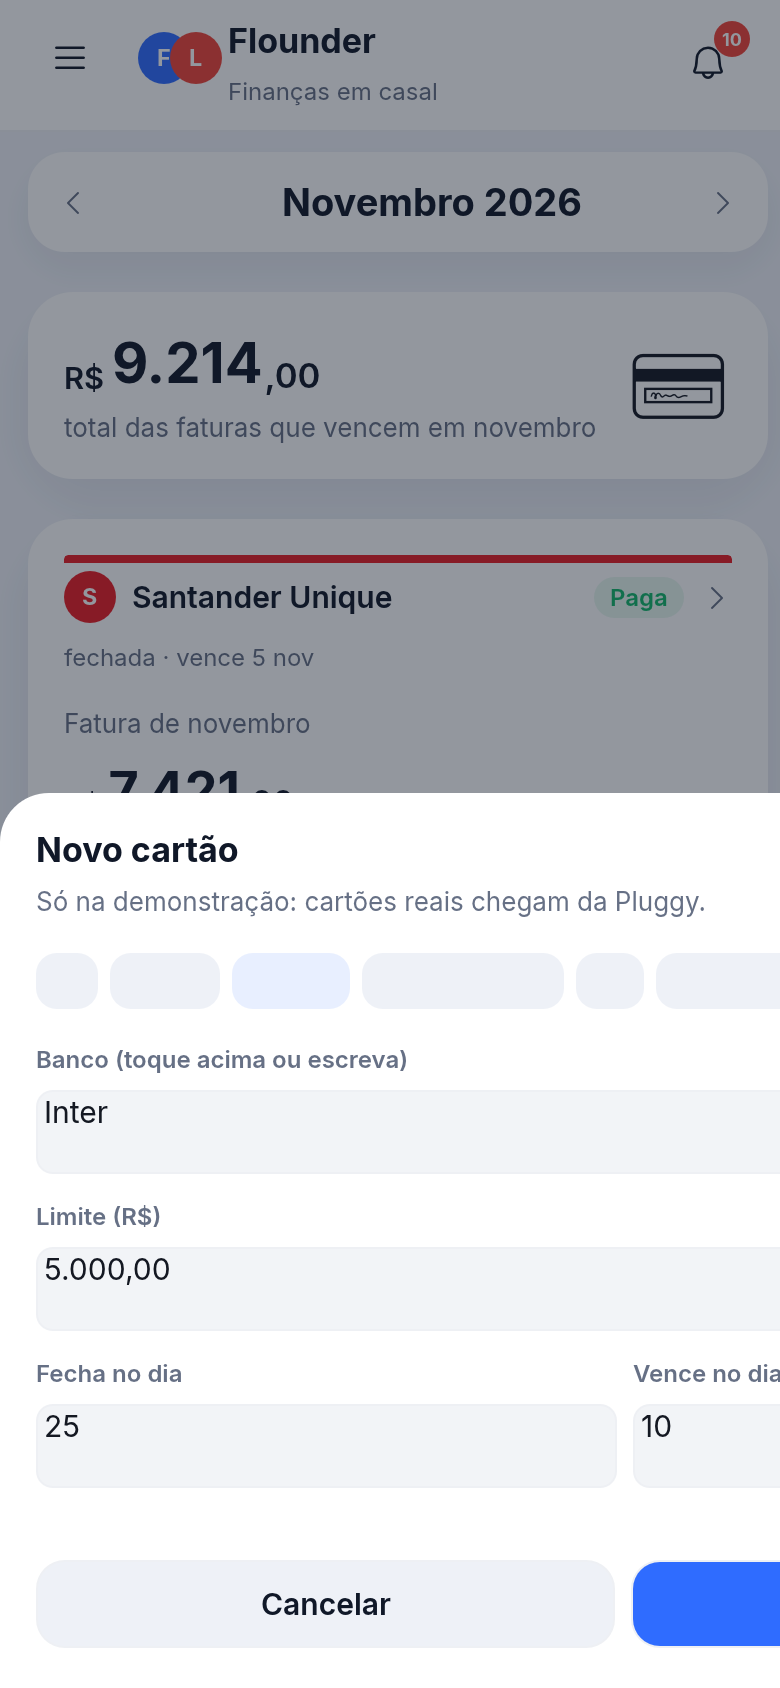 F L Flounder 10
Finanças em casal
Novembro 2026
R$ 9.214,00
total das faturas que vencem em novembro
S Santander Unique Paga
fechada · vence 5 nov
Fatura de novembro
7.421
Novo cartão
Só na demonstração: cartões reais chegam da Pluggy.
Banco (toque acima ou escreva)
Inter
Limite (R$)
5.000,00
Fecha no dia Vence no dia
25 10
Cancelar